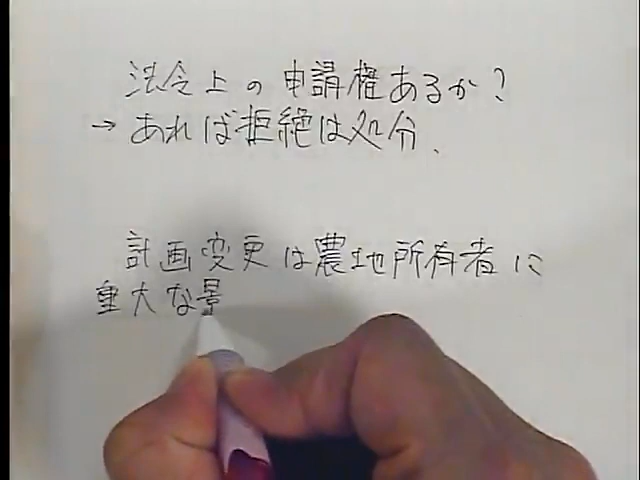 法令上の申請権あるか?
→あれば拒絶は処分、
計画変更は農地所有者に
重大な景